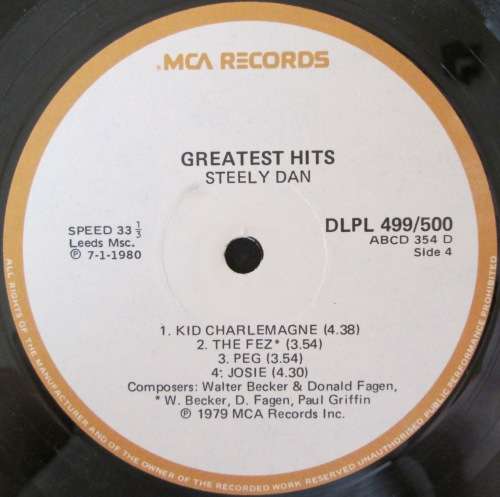 MCA RECORDS
GREATEST HITS
STEELY DAN
SPEED 33 1/3
Leeds Msc.
℗ 7-1-1980
DLPL 499/500
ABCD 354 D
Side 4
1. KID CHARLEMAGNE (4.38)
2. THE FEZ* (3.54)
3. PEG (3.54)
4. JOSIE (4.30)
Composers: Walter Becker & Donald Fagen,
* W. Becker, D. Fagen, Paul Griffin
℗ © 1979 MCA Records Inc.
ALL RIGHTS OF THE MANUFACTURER AND OF THE OWNER OF THE RECORDED WORK RESERVED UNAUTHORISED PUBLIC PERFORMANCE